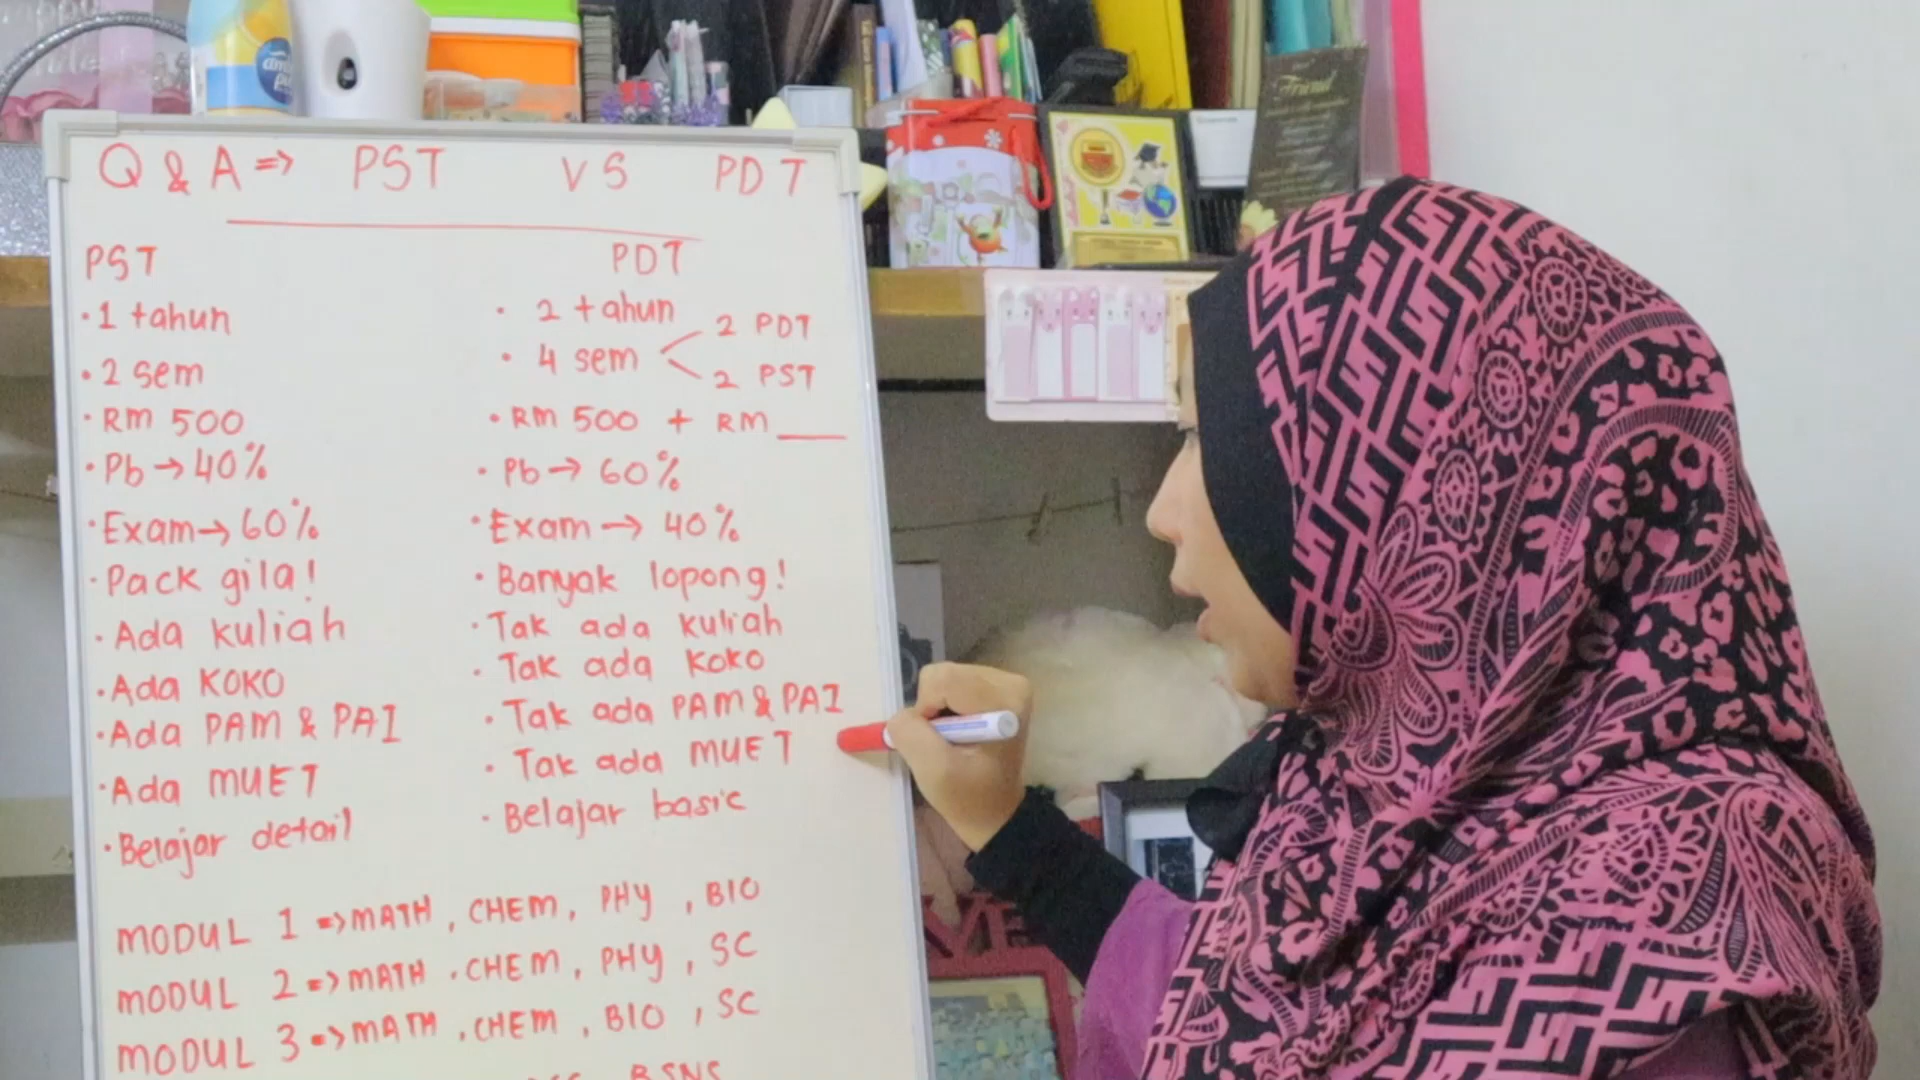 Q & A => PST VS PDT
PST
• 1 tahun
• 2 sem
• RM 500
• Pb → 40%
• Exam → 60%
• Pack gila!
• Ada kuliah
• Ada KOKO
• Ada PAM & PAI
• Ada MUET
• Belajar detail
PDT
• 2 tahun
• 4 sem < 2 PDT
2 PST
• RM 500 + RM ___
• Pb → 60%
• Exam → 40%
• Banyak lopong!
• Tak ada kuliah
• Tak ada KOKO
• Tak ada PAM & PAI
• Tak ada MUET
• Belajar basic
MODUL 1 => MATH, CHEM, PHY, BIO
MODUL 2 => MATH, CHEM, PHY, SC
MODUL 3 => MATH, CHEM, BIO, SC
Friend